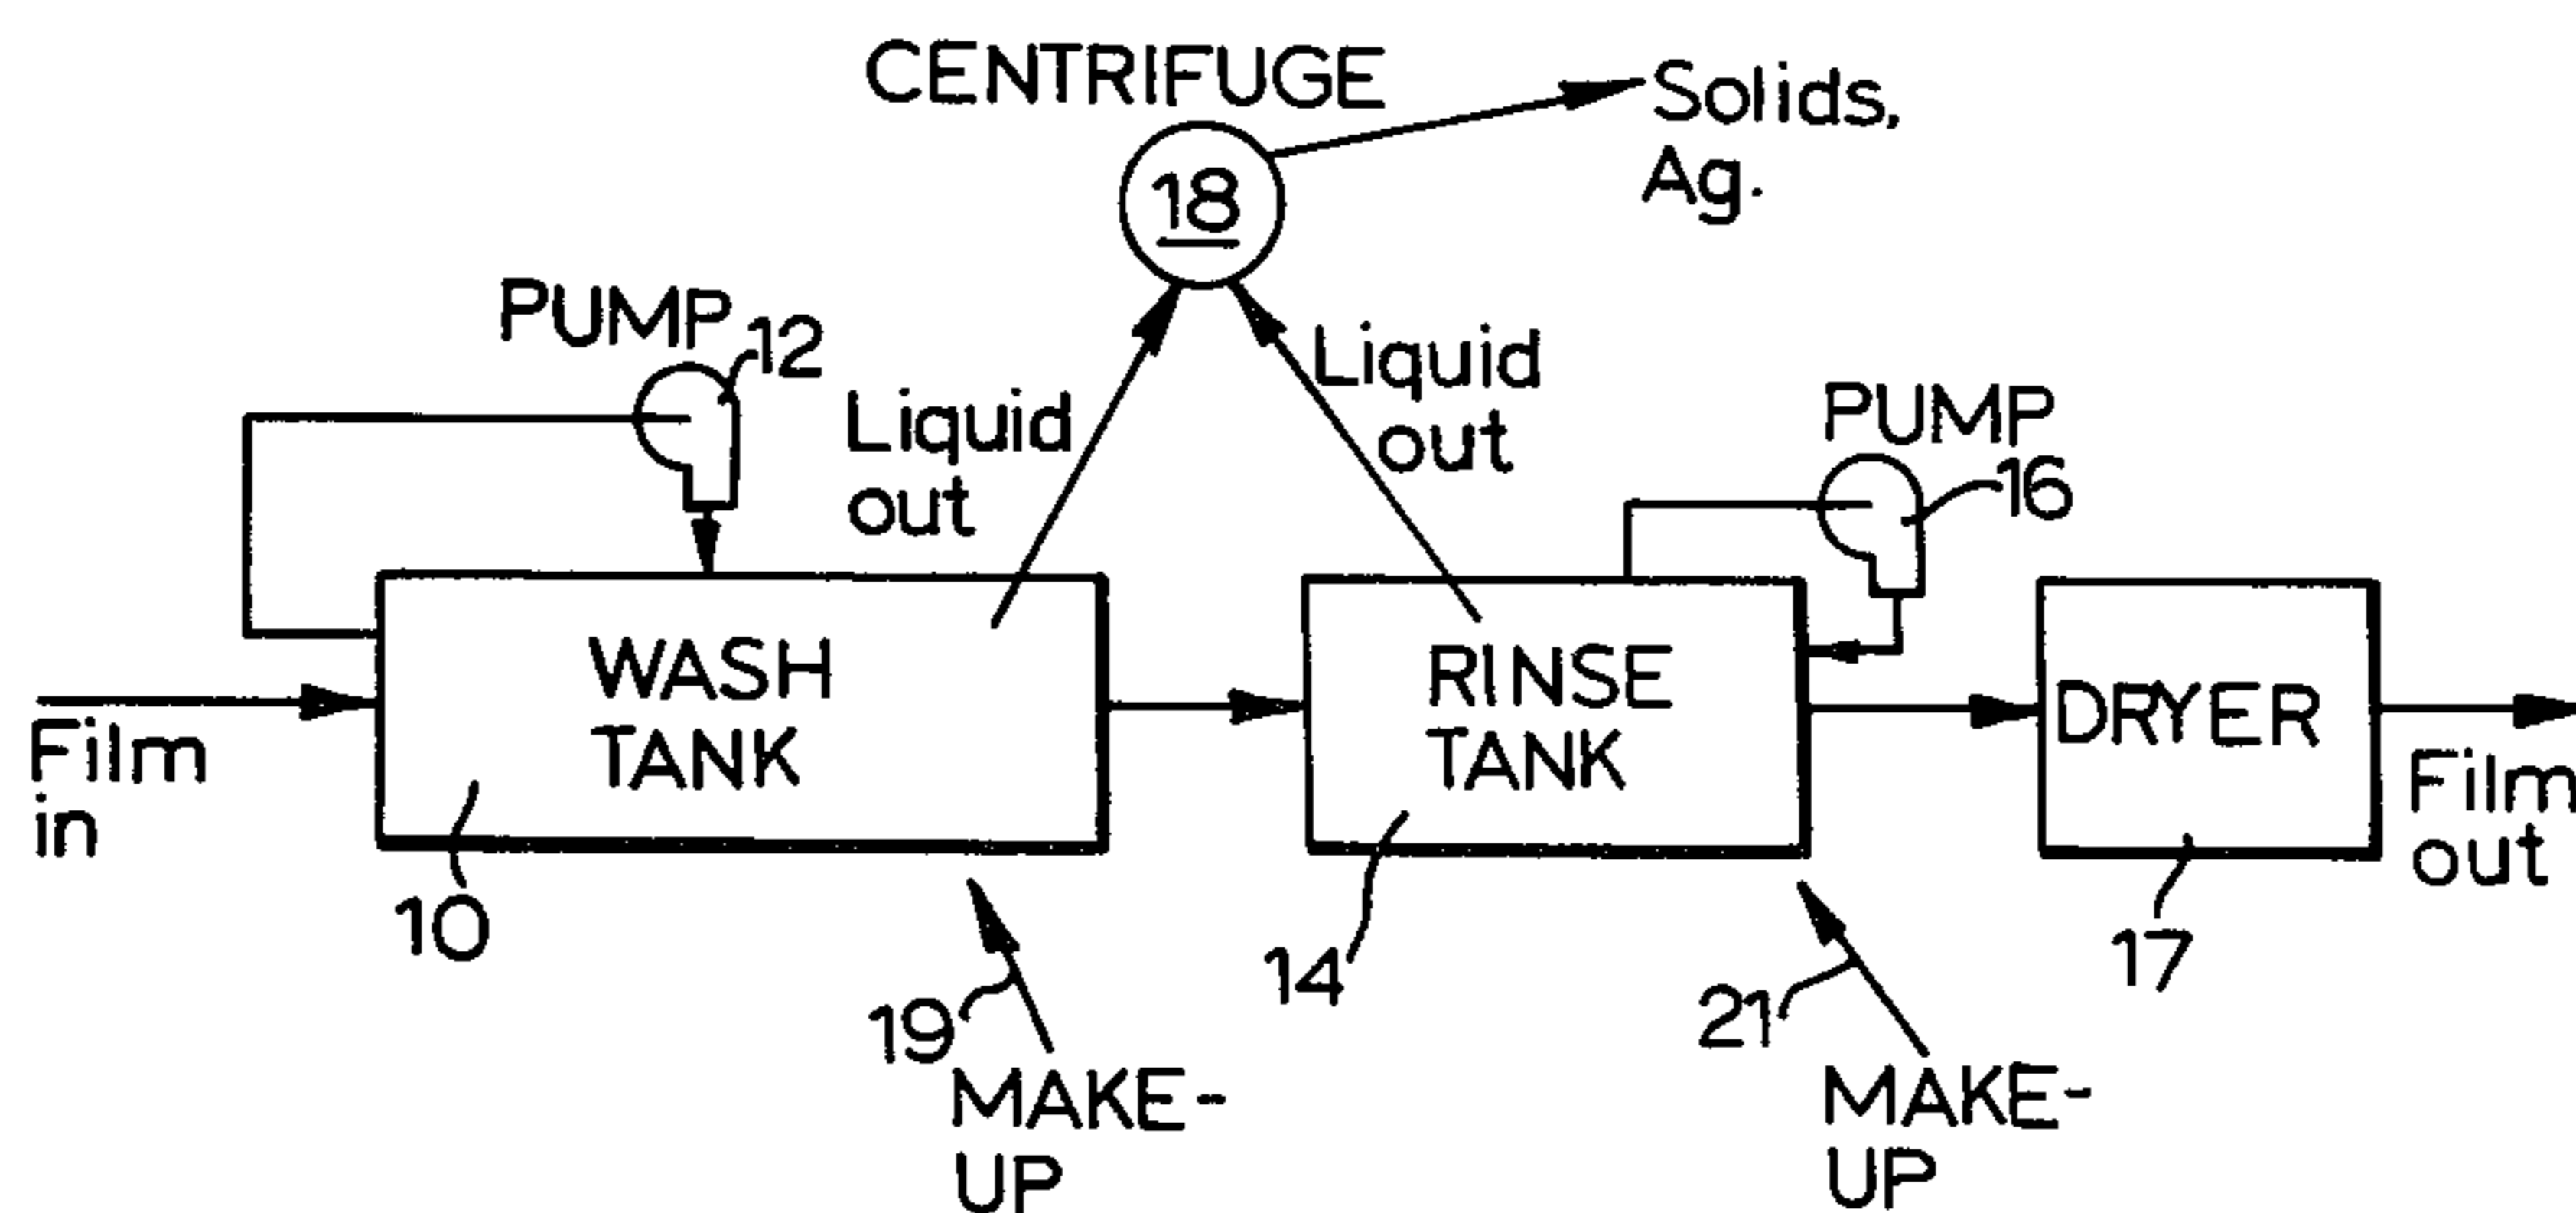 CENTRIFUGE
Solids,
Ag.
18
PUMP
12
Liquid
out
Liquid
out
PUMP
16
WASH
TANK
RINSE
TANK
DRYER
Film
in
Film
out
10
14
17
19
MAKE-
UP
21
MAKE-
UP